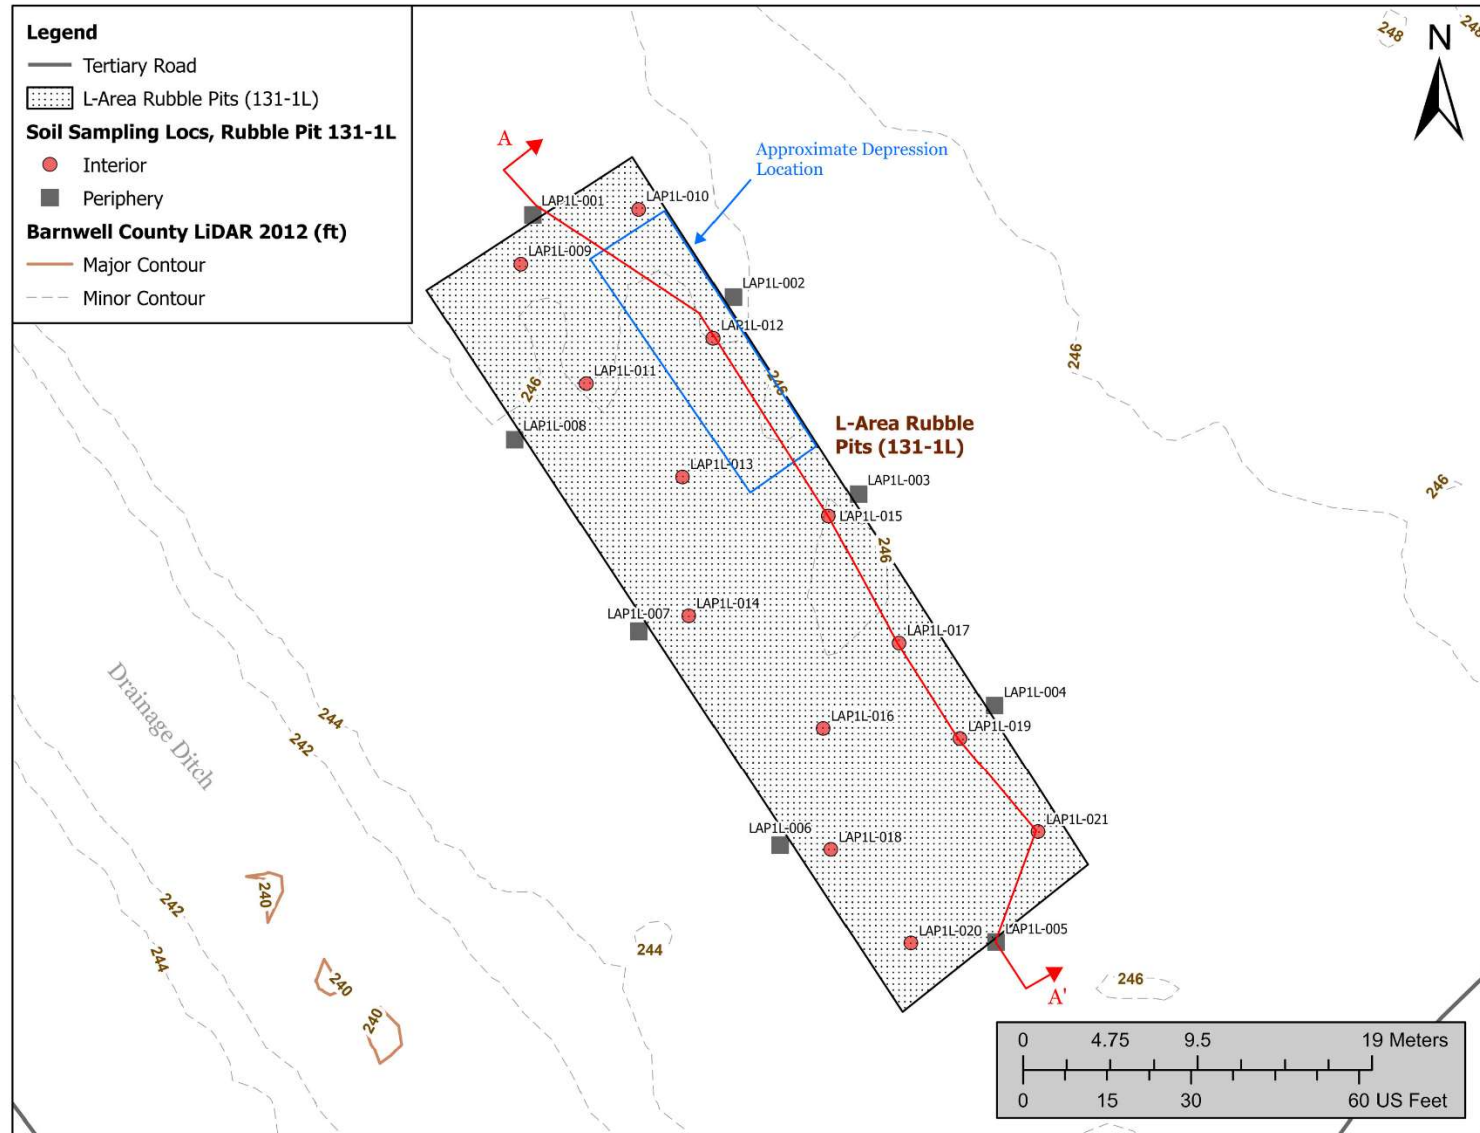 Legend
Tertiary Road
L-Area Rubble Pits (131-1L)
Soil Sampling Locs, Rubble Pit 131-1L
Interior
Periphery
Barnwell County LiDAR 2012 (ft)
Major Contour
Minor Contour
248
248
N
A
Approximate Depression
Location
LAP1L-001
LAP1L-010
LAP1L-009
LAP1L-002
LAP1L-012
246
LAP1L-011
246
246
LAP1L-008
L-Area Rubble
Pits (131-1L)
LAP1L-013
LAP1L-003
246
LAP1L-015
246
LAP1L-014
LAP1L-007
LAP1L-017
Drainage Ditch
LAP1L-004
244
LAP1L-016
LAP1L-019
242
LAP1L-006
LAP1L-018
LAP1L-021
240
242
LAP1L-020
LAP1L-005
244
244
240
246
A'
240
0 4.75 9.5 19 Meters
0 15 30 60 US Feet